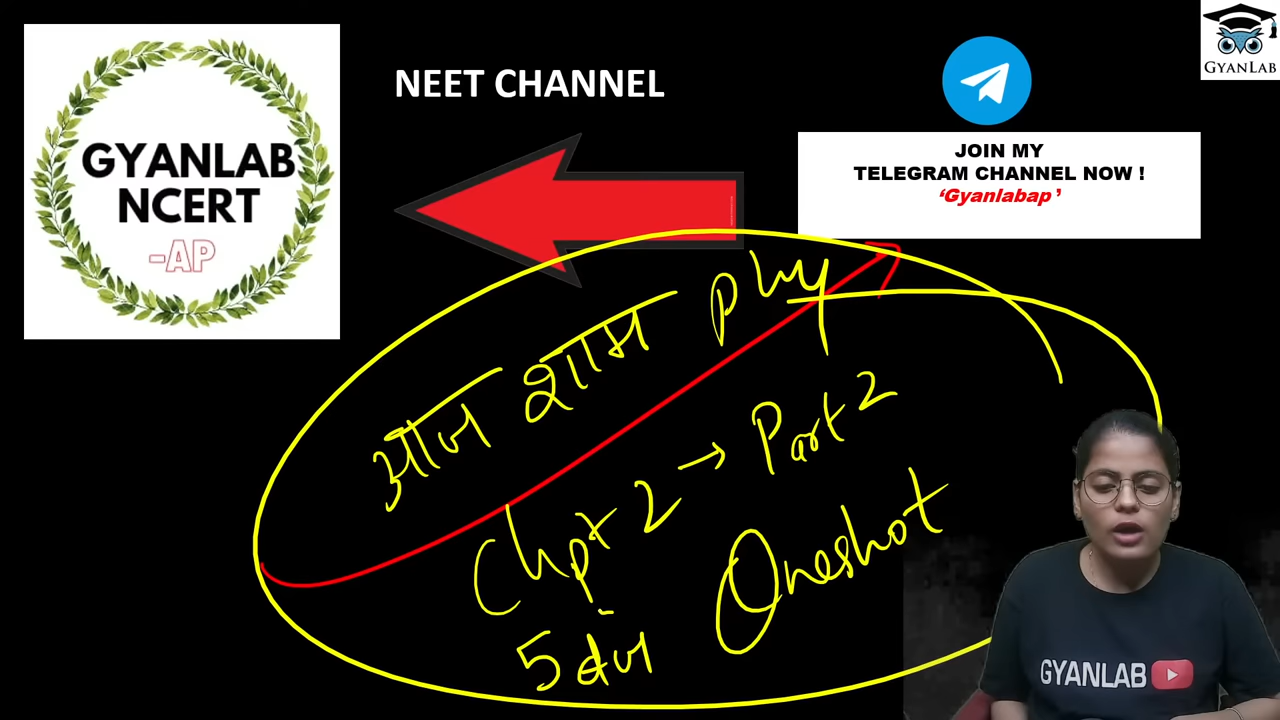 GYANLAB
NCERT
-AP
NEET CHANNEL
JOIN MY
TELEGRAM CHANNEL NOW !
‘Gyanlabap’
GYANLAB
आज शाम phy
Chpt 2 → Part 2
5 बजे Oneshot
GYANLAB